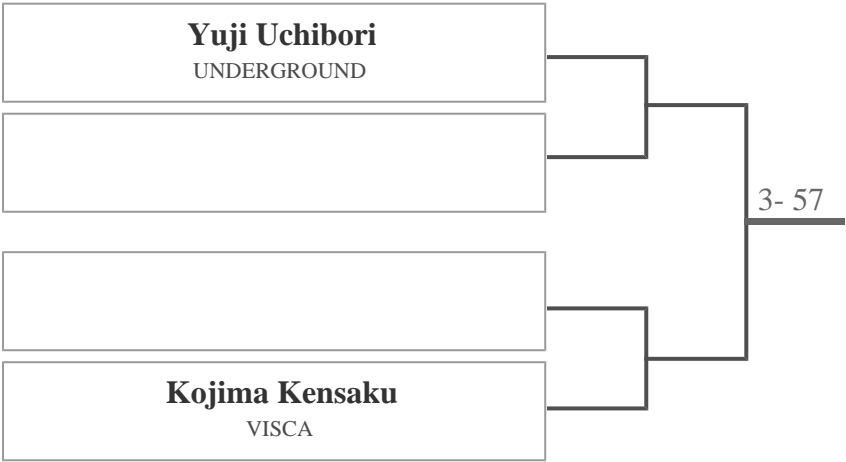 Yuji Uchibori
UNDERGROUND
3- 57
Kojima Kensaku
VISCA